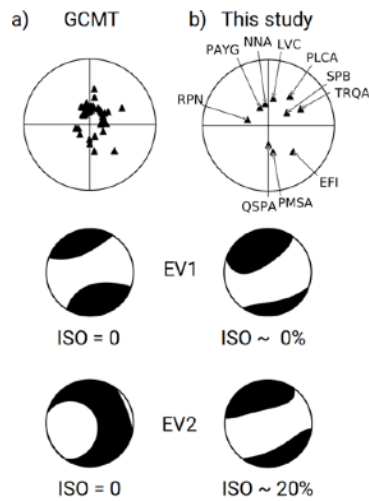 a) GCMT b) This study
NNA LVC
PAYG PLCA
SPB
RPN TRQA
EFI
QSPA PMSA
EV1
ISO = 0 ISO ~ 0%
EV2
ISO = 0 ISO ~ 20%